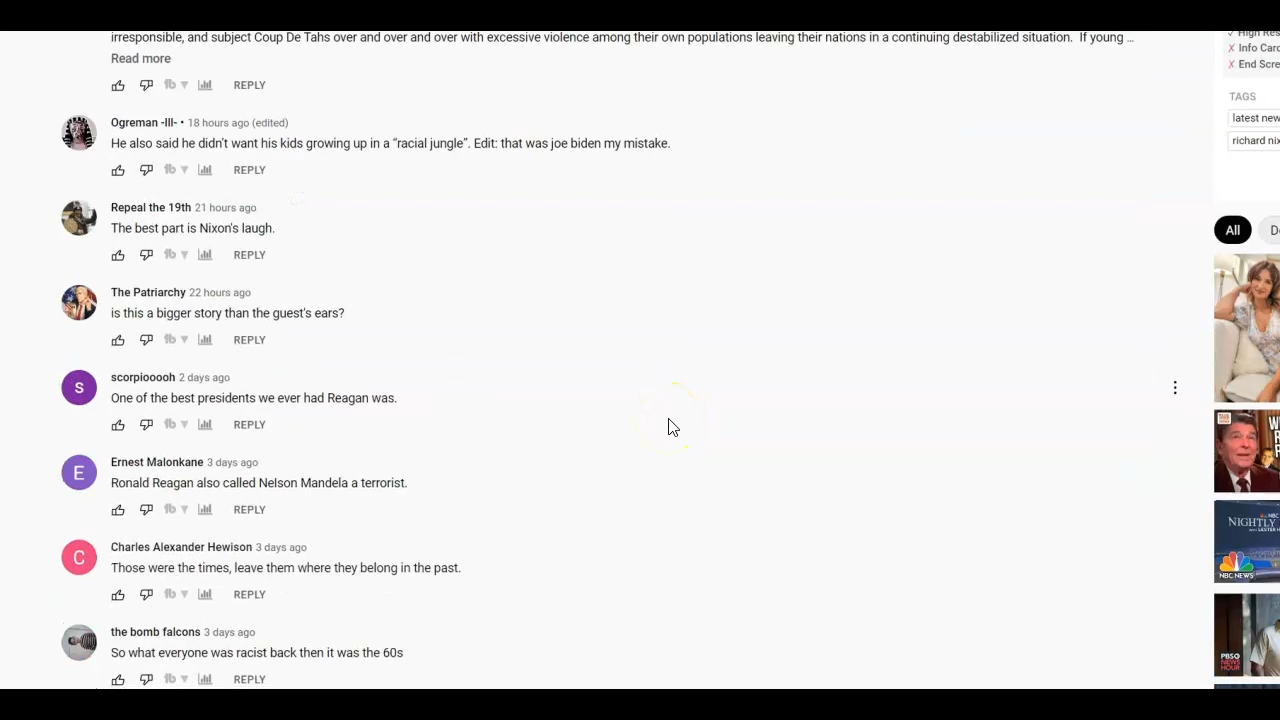 irresponsible, and subject Coup De Tahs over and over and over with excessive violence among their own populations leaving their nations in a continuing destabilized situation. If young ...
Read more
REPLY
Ogreman -III- • 18 hours ago (edited)
He also said he didn't want his kids growing up in a “racial jungle”. Edit: that was joe biden my mistake.
REPLY
Repeal the 19th 21 hours ago
The best part is Nixon's laugh.
REPLY
The Patriarchy 22 hours ago
is this a bigger story than the guest's ears?
REPLY
S
scorpiooooh 2 days ago
One of the best presidents we ever had Reagan was.
REPLY
E
Ernest Malonkane 3 days ago
Ronald Reagan also called Nelson Mandela a terrorist.
REPLY
C
Charles Alexander Hewison 3 days ago
Those were the times, leave them where they belong in the past.
REPLY
the bomb falcons 3 days ago
So what everyone was racist back then it was the 60s
REPLY
✓ High Res
✗ Info Card
✗ End Scre
TAGS
latest new
richard nix
All
NBC
NIGHTLY
NBC NEWS
PBS
NEWS
HOUR